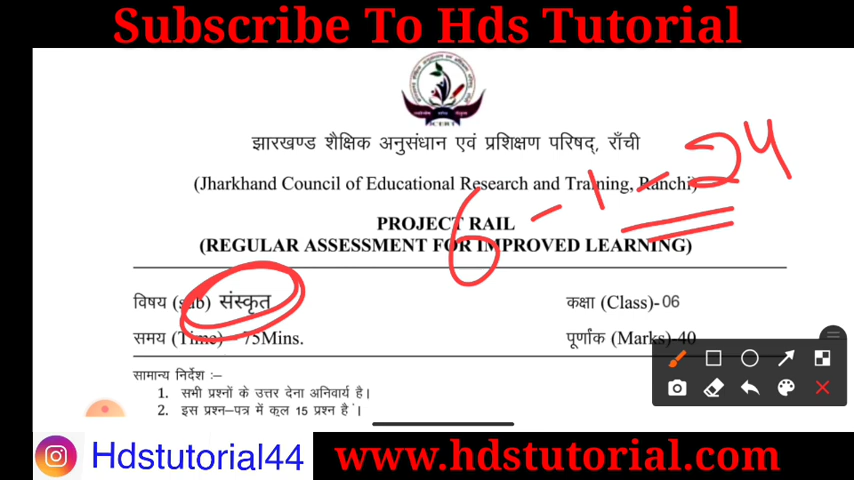 Subscribe To Hds Tutorial
झारखण्ड शैक्षिक अनुसंधान एवं प्रशिक्षण परिषद्, राँची
(Jharkhand Council of Educational Research and Training, Ranchi)
6-1-24
PROJECT RAIL
(REGULAR ASSESSMENT FOR IMPROVED LEARNING)
विषय (sub) संस्कृत कक्षा (Class)-06
समय (Time) – 75Mins. पूर्णांक (Marks)-40
सामान्य निर्देश :–
1. सभी प्रश्नों के उत्तर देना अनिवार्य है।
2. इस प्रश्न–पत्र में कुल 15 प्रश्न है ।
Hdstutorial44 www.hdstutorial.com